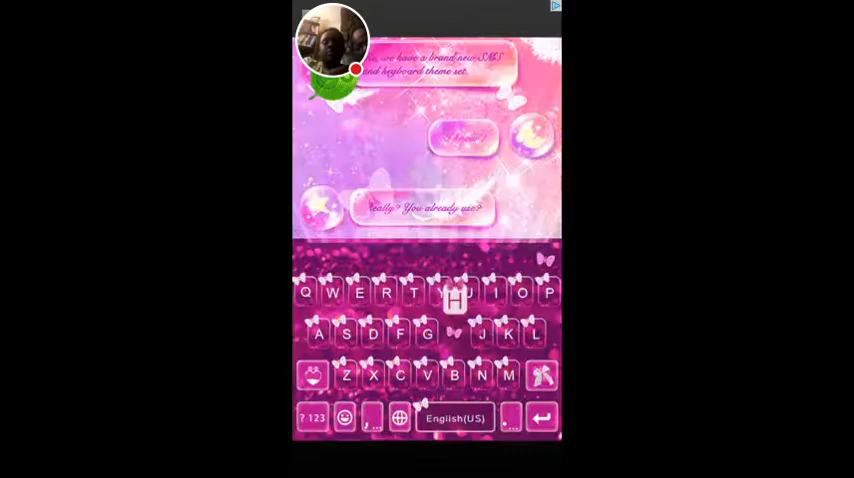 we have a brand new SMS
and keyboard theme set.
Really? You already use?
Q W E R T Y U I O P
H
A S D F G J K L
Z X C V B N M
? 123 , ... English(US) . ...